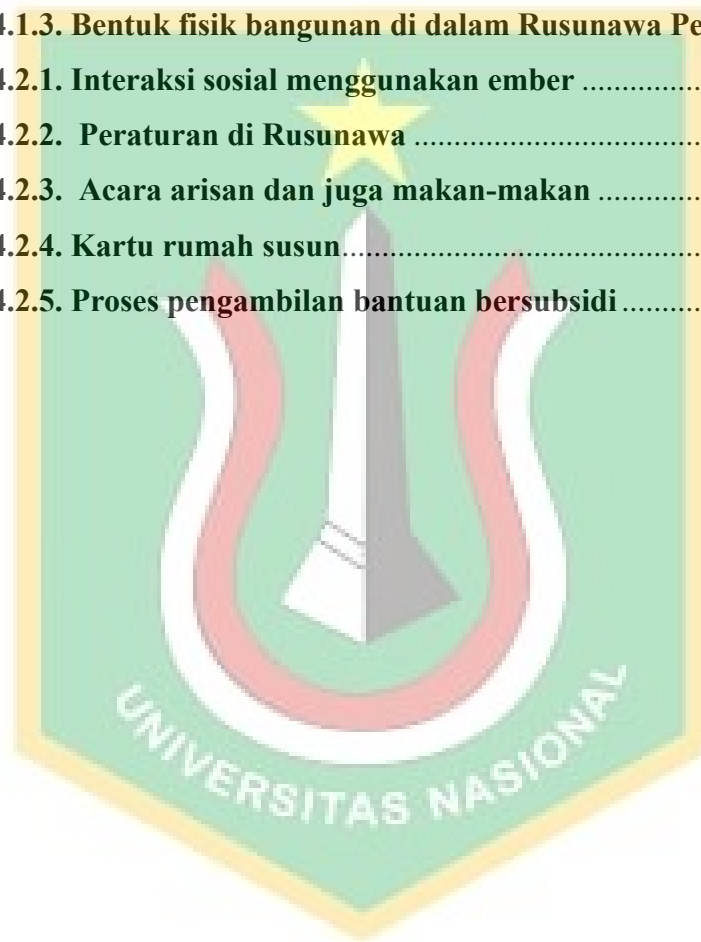 4.1.3. Bentuk fisik bangunan di dalam Rusunawa Pe
4.2.1. Interaksi sosial menggunakan ember ................
4.2.2. Peraturan di Rusunawa ......................................
4.2.3. Acara arisan dan juga makan-makan ..............
4.2.4. Kartu rumah susun..............................................
4.2.5. Proses pengambilan bantuan bersubsidi ..........
UNIVERSITAS NASIONAL